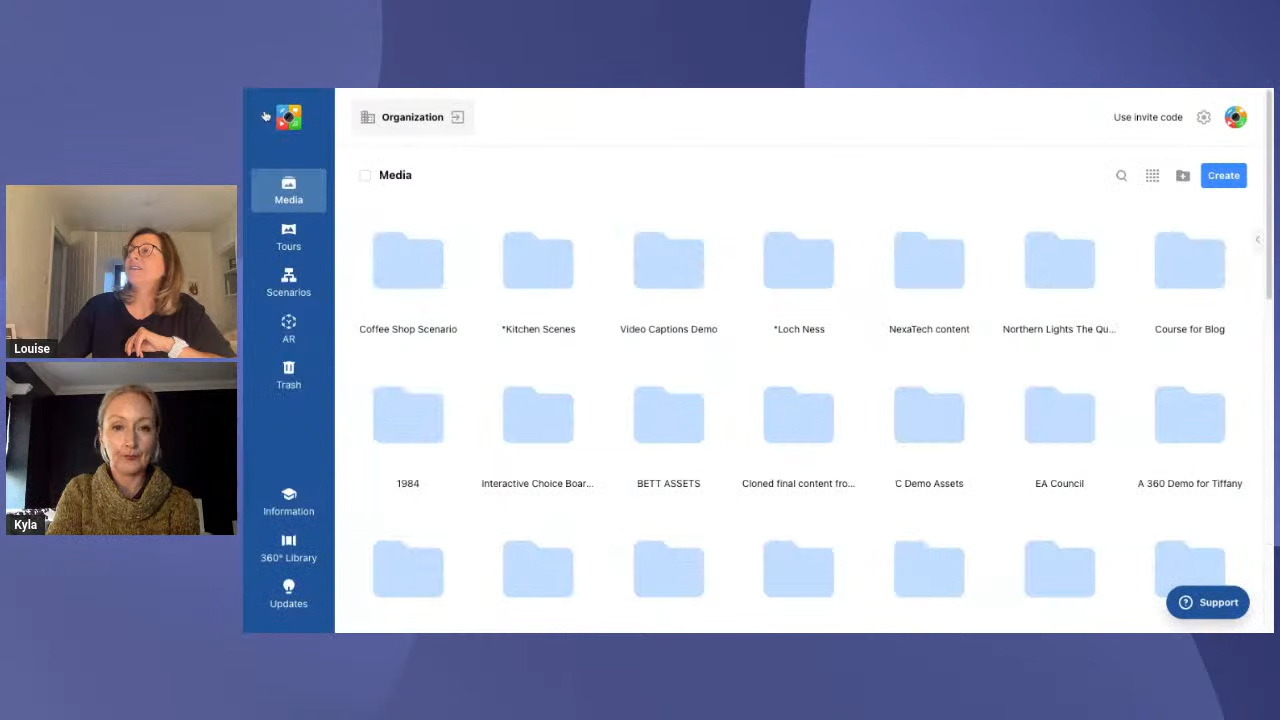 Louise
Kyla
Organization
Use invite code
Media
Tours
Scenarios
AR
Trash
Information
360° Library
Updates
Media
Create
Coffee Shop Scenario
*Kitchen Scenes
Video Captions Demo
*Loch Ness
NexaTech content
Northern Lights The Qu...
Course for Blog
1984
Interactive Choice Boar...
BETT ASSETS
Cloned final content fro...
C Demo Assets
EA Council
A 360 Demo for Tiffany
Support